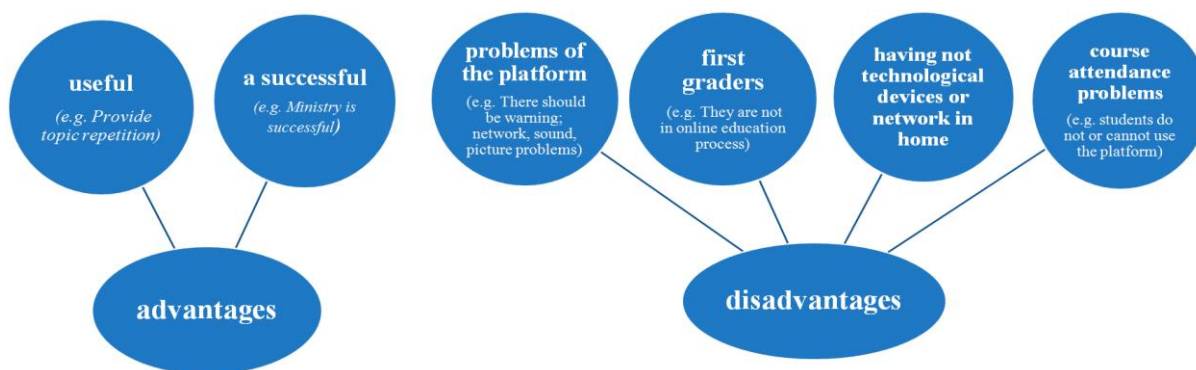 useful
(e.g. Provide
topic repetition)
a successful
(e.g. Ministry is
successful)
advantages
problems of
the platform
(e.g. There should
be warning;
network, sound,
picture problems)
first
graders
(e.g. They are not
in online education
process)
having not
technological
devices or
network in
home
course
attendance
problems
(e.g. students do
not or cannot use
the platform)
disadvantages